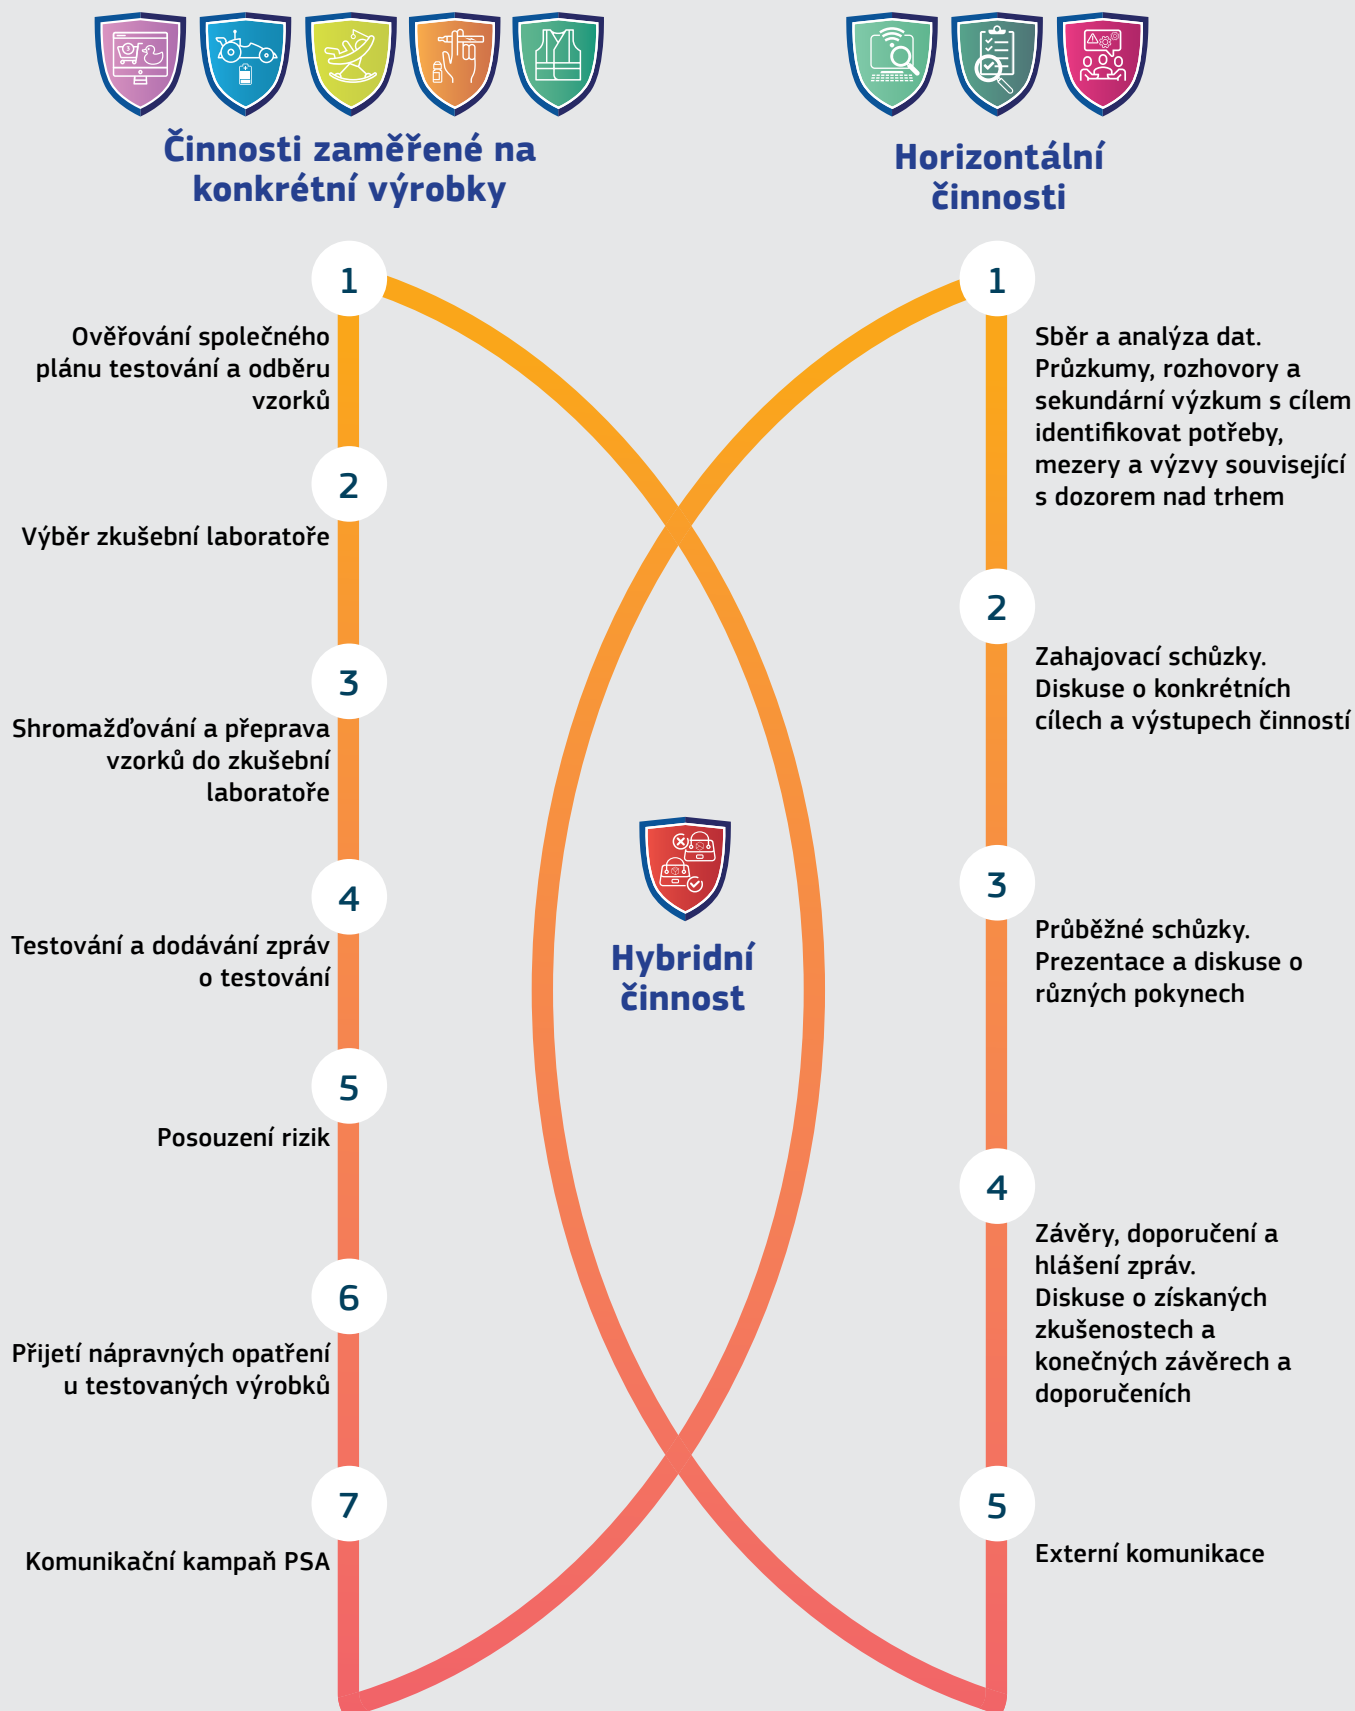 Činnosti zaměřené na
konkrétní výrobky
1
Ověřování společného
plánu testování a odběru
vzorků
2
Výběr zkušební laboratoře
3
Shromažďování a přeprava
vzorků do zkušební
laboratoře
4
Testování a dodávání zpráv
o testování
5
Posouzení rizik
6
Přijetí nápravných opatření
u testovaných výrobků
7
Komunikační kampaň PSA
Hybridní
činnost
Horizontální
činnosti
1
Sběr a analýza dat.
Průzkumy, rozhovory a
sekundární výzkum s cílem
identifikovat potřeby,
mezery a výzvy související
s dozorem nad trhem
2
Zahajovací schůzky.
Diskuse o konkrétních
cílech a výstupech činností
3
Průběžné schůzky.
Prezentace a diskuse o
různých pokynech
4
Závěry, doporučení a
hlášení zpráv.
Diskuse o získaných
zkušenostech a
konečných závěrech a
doporučeních
5
Externí komunikace